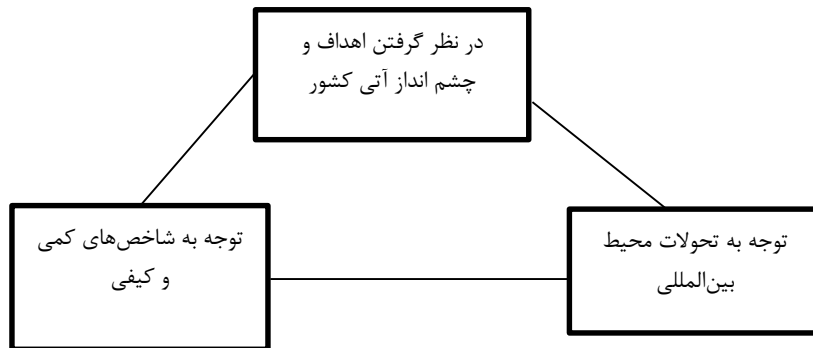 در نظر گرفتن اهداف و
چشم انداز آتی کشور
توجه به تحولات محیط
بین‌المللی
توجه به شاخص‌های کمی
و کیفی